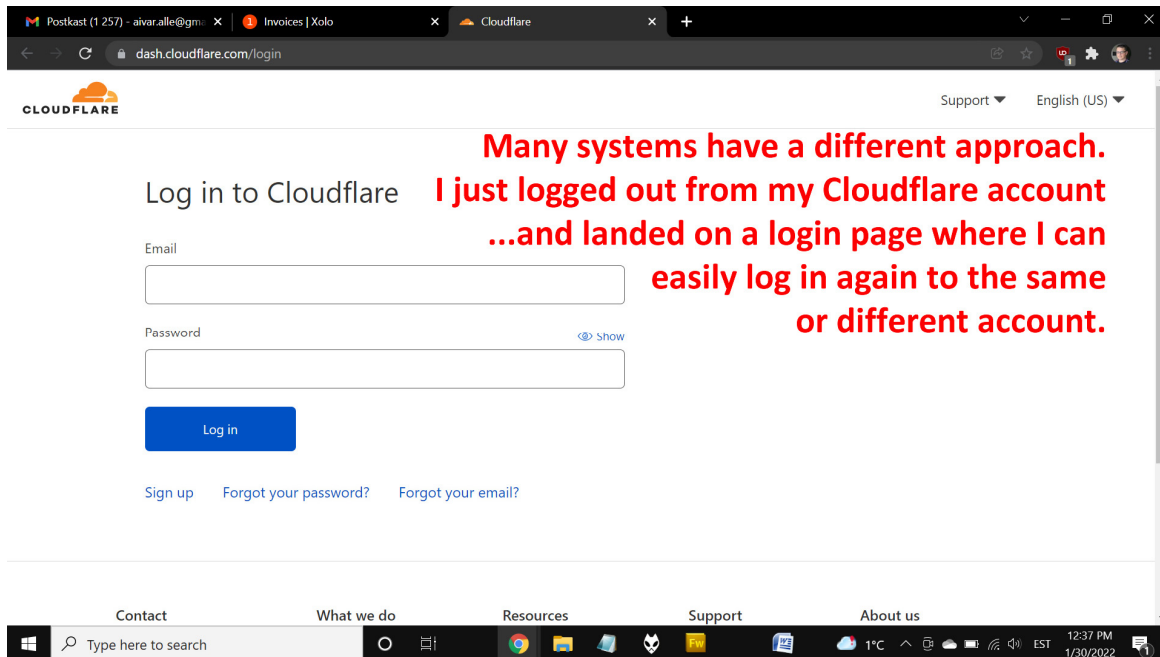 Postkast (1 257) - aivar.alle@gma
1 Invoices | Xolo
Cloudflare
dash.cloudflare.com/login
1
CLOUDFLARE
Support
English (US)
Many systems have a different approach.
Log in to Cloudflare
I just logged out from my Cloudflare account
...and landed on a login page where I can
easily log in again to the same
or different account.
Email
Password
Show
Log in
Sign up Forgot your password? Forgot your email?
Contact What we do Resources Support About us
Type here to search
Fw
W
1°C
EST
12:37 PM
1/30/2022
1